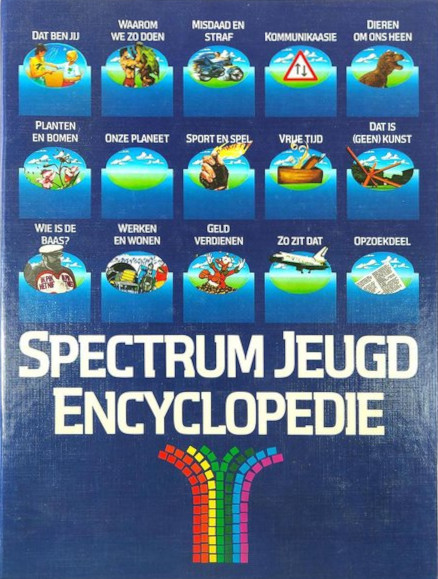 DAT BEN JIJ
WAAROM
WE ZO DOEN
MISDAAD EN
STRAF
KOMMUNIKAASIE
DIEREN
OM ONS HEEN
PLANTEN
EN BOMEN
ONZE PLANEET
SPORT EN SPEL
VRIJE TIJD
DAT IS
(GEEN) KUNST
WIE IS DE
BAAS?
WERKEN
EN WONEN
GELD
VERDIENEN
ZO ZIT DAT
OPZOEKDEEL
SPECTRUM JEUGD
ENCYCLOPEDIE